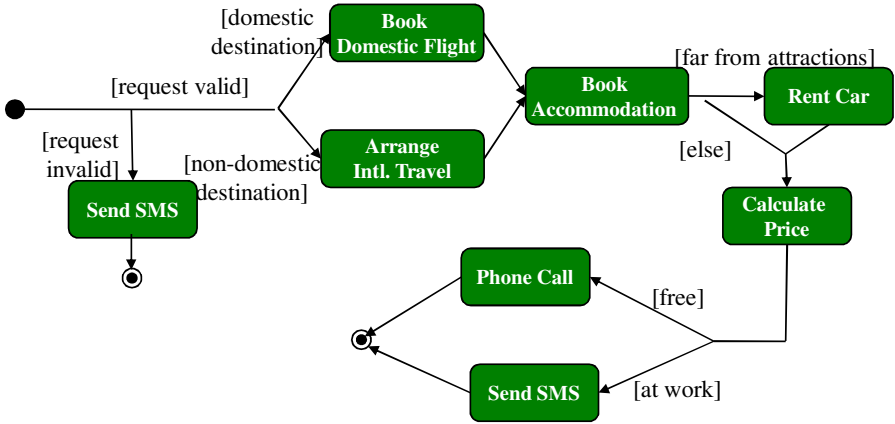 [domestic
destination]
Book
Domestic Flight
[far from attractions]
[request valid]
Book
Accommodation
Rent Car
[request
invalid]
[non-domestic
destination]
Arrange
Intl. Travel
[else]
Send SMS
Calculate
Price
Phone Call
[free]
Send SMS
[at work]